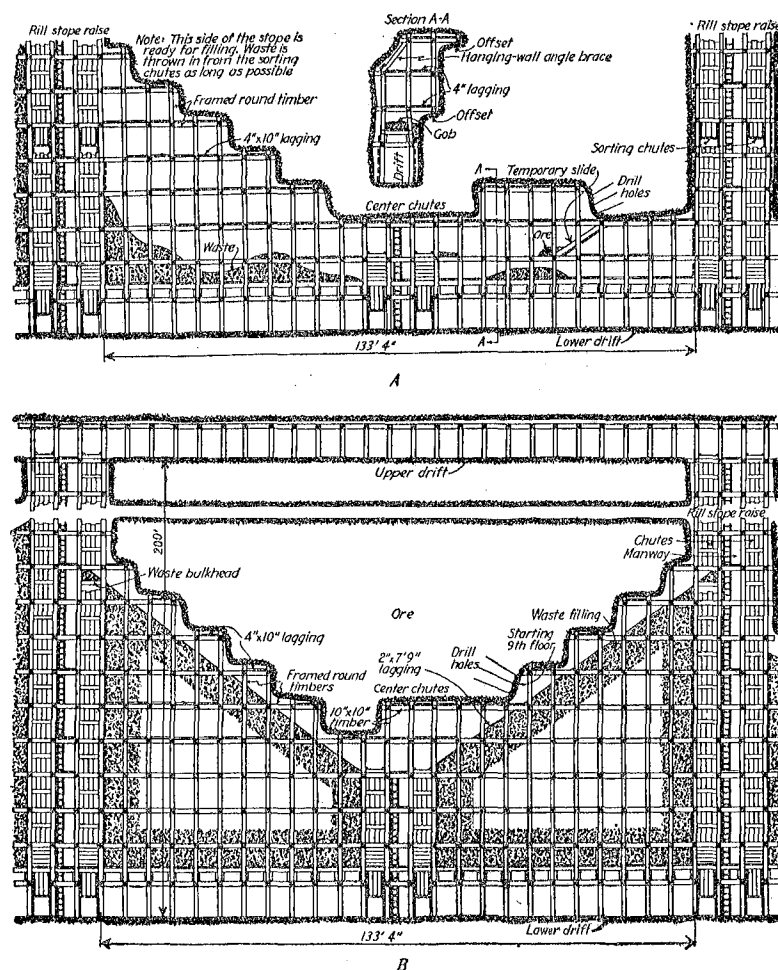 Rill stope raise
Note: This side of the stope is
ready for filling. Waste is
thrown in from the sorting
chutes as long as possible
Framed round timber
4"x10" lagging
Section A-A
Offset
Hanging-wall angle brace
4" lagging
Offset
Gob
Drift
Rill stope raise
Sorting chutes
A
Temporary slide
Drill
holes
Center chutes
Ore
Waste
A
Lower drift
133' 4"
A
Upper drift
200'
Rill stope raise
Chutes
Manway
Waste bulkhead
Ore
Waste filling
Starting
9th floor
4"x10" lagging
Drill
holes
2"x7'9"
lagging
Framed round
timbers
Center chutes
10"x10"
timber
Lower drift
133' 4"
B